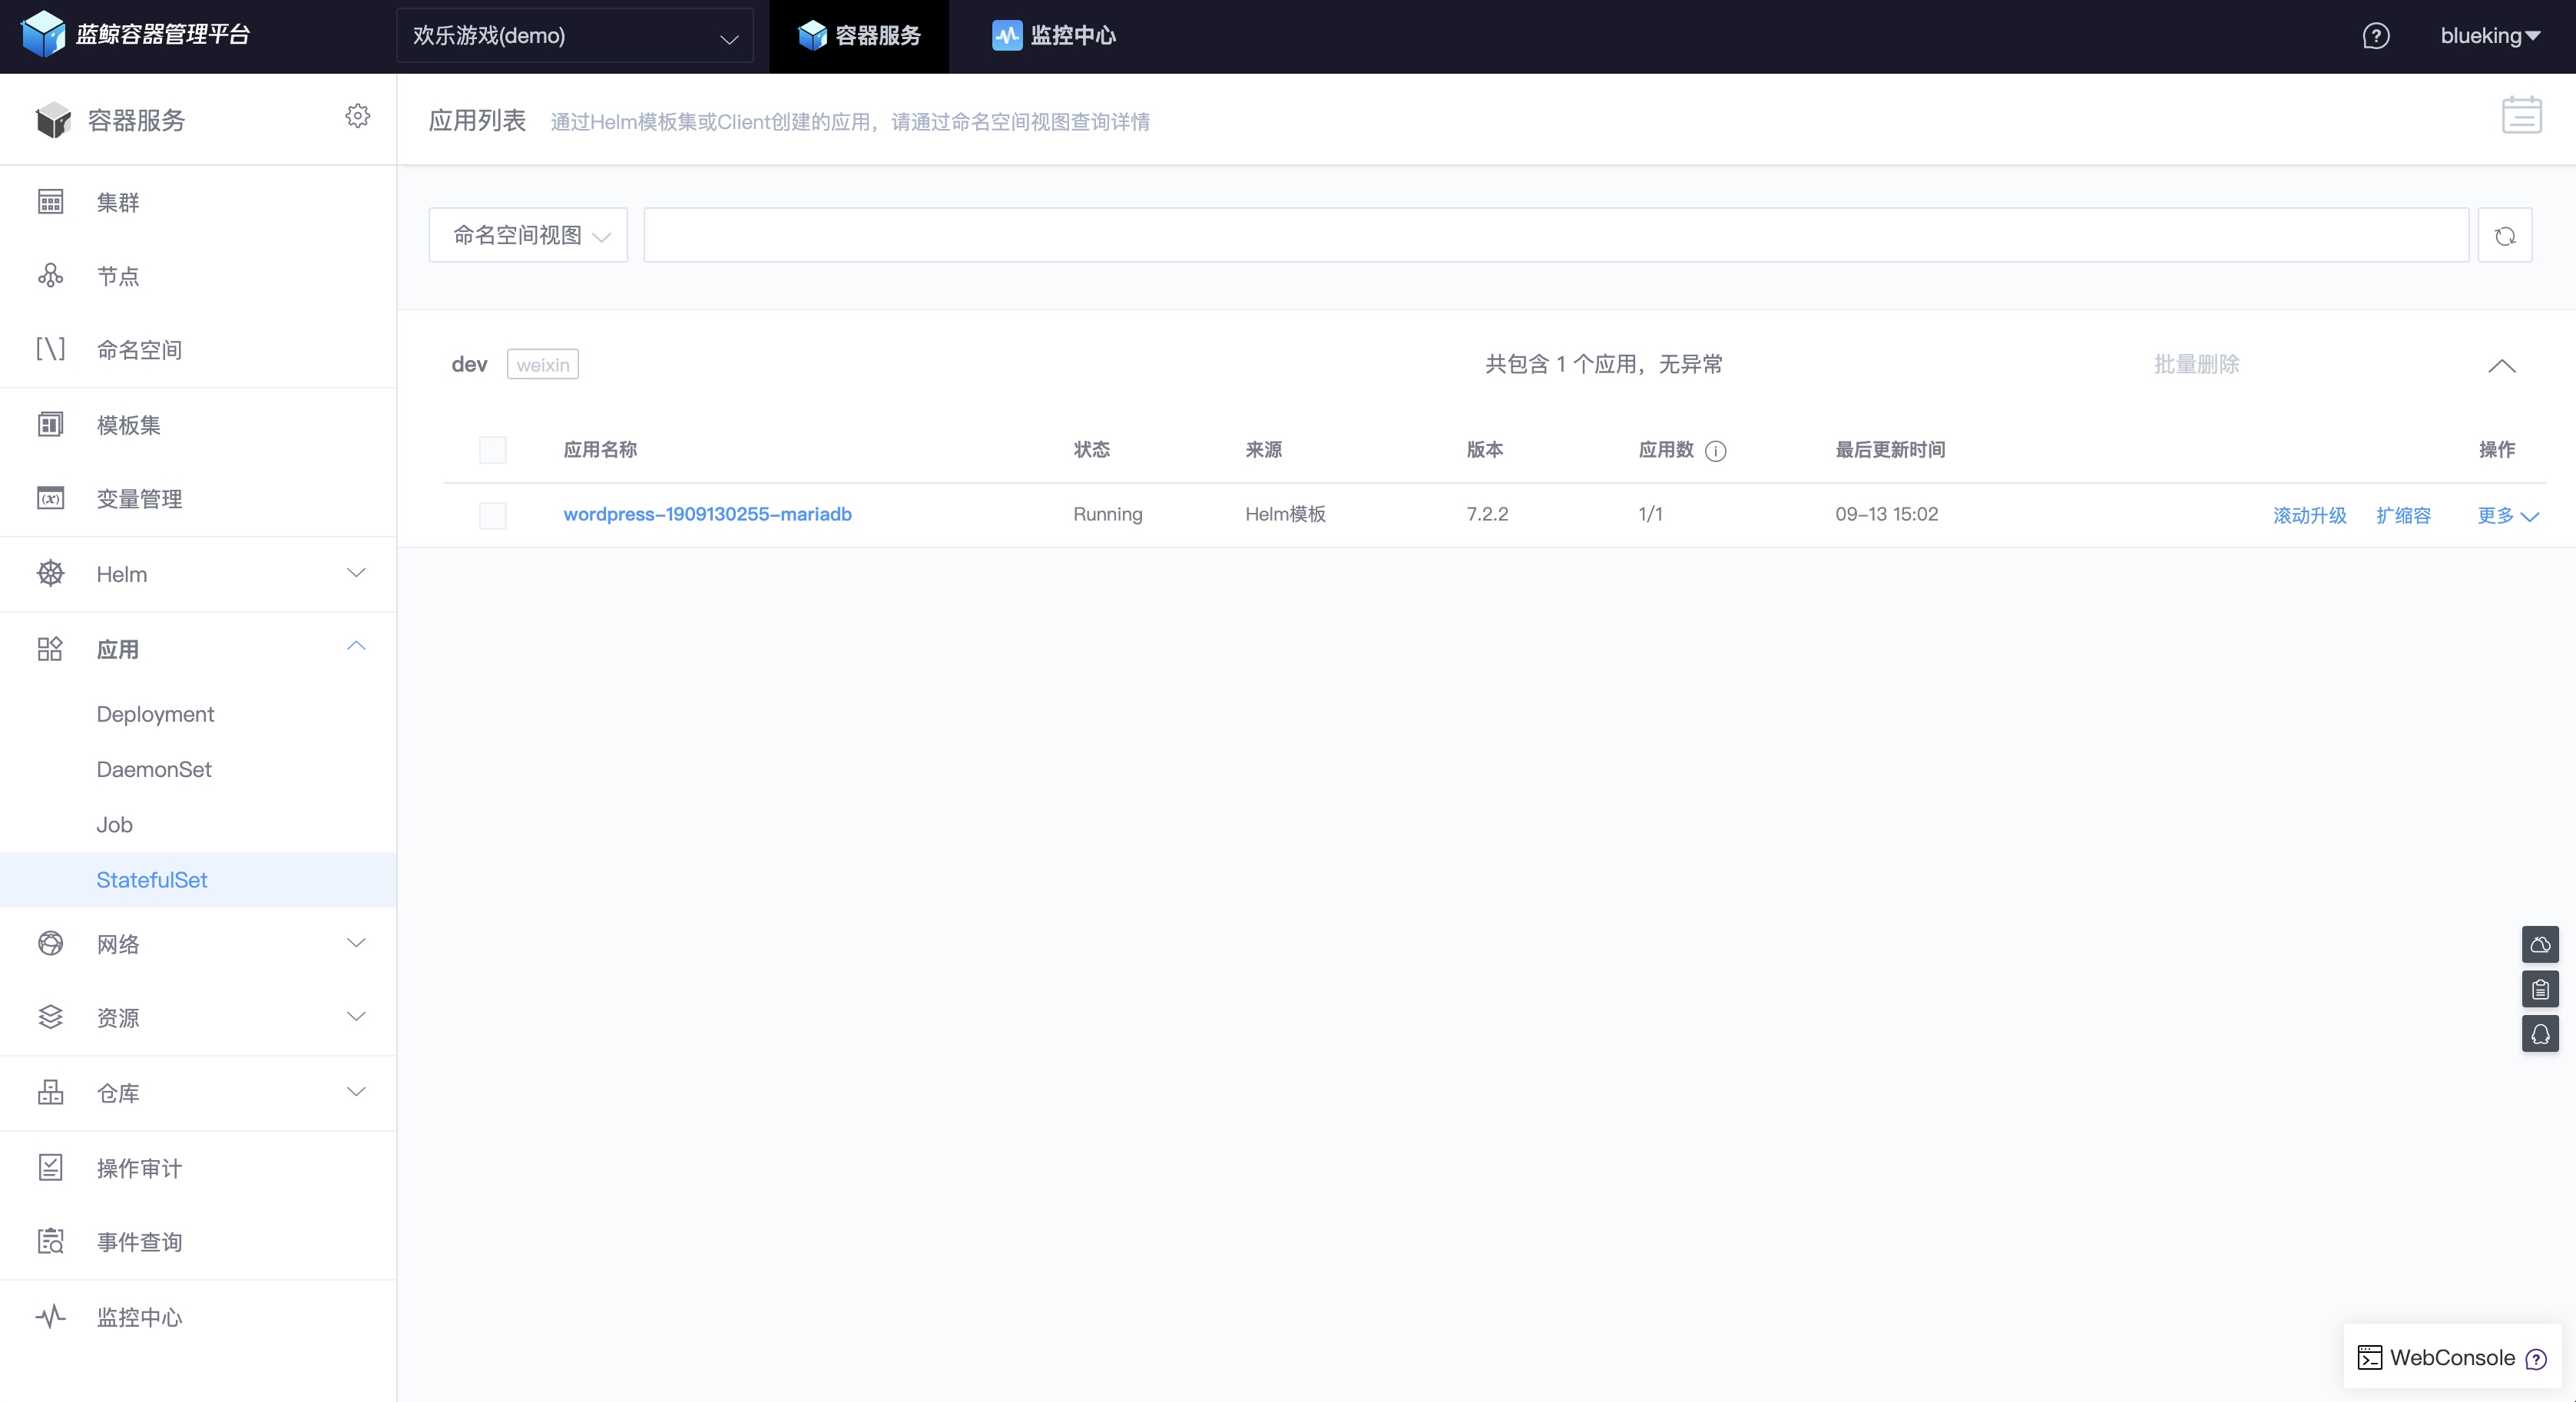 蓝鲸容器管理平台
欢乐游戏(demo)
容器服务
监控中心
blueking
容器服务
应用列表 通过Helm模板集或Client创建的应用，请通过命名空间视图查询详情
集群
节点
命名空间
模板集
变量管理
Helm
应用
Deployment
DaemonSet
Job
StatefulSet
网络
资源
仓库
操作审计
事件查询
监控中心
命名空间视图
dev weixin 共包含 1 个应用，无异常 批量删除
应用名称 状态 来源 版本 应用数 最后更新时间 操作
wordpress-1909130255-mariadb Running Helm模板 7.2.2 1/1 09-13 15:02 滚动升级 扩缩容 更多
WebConsole